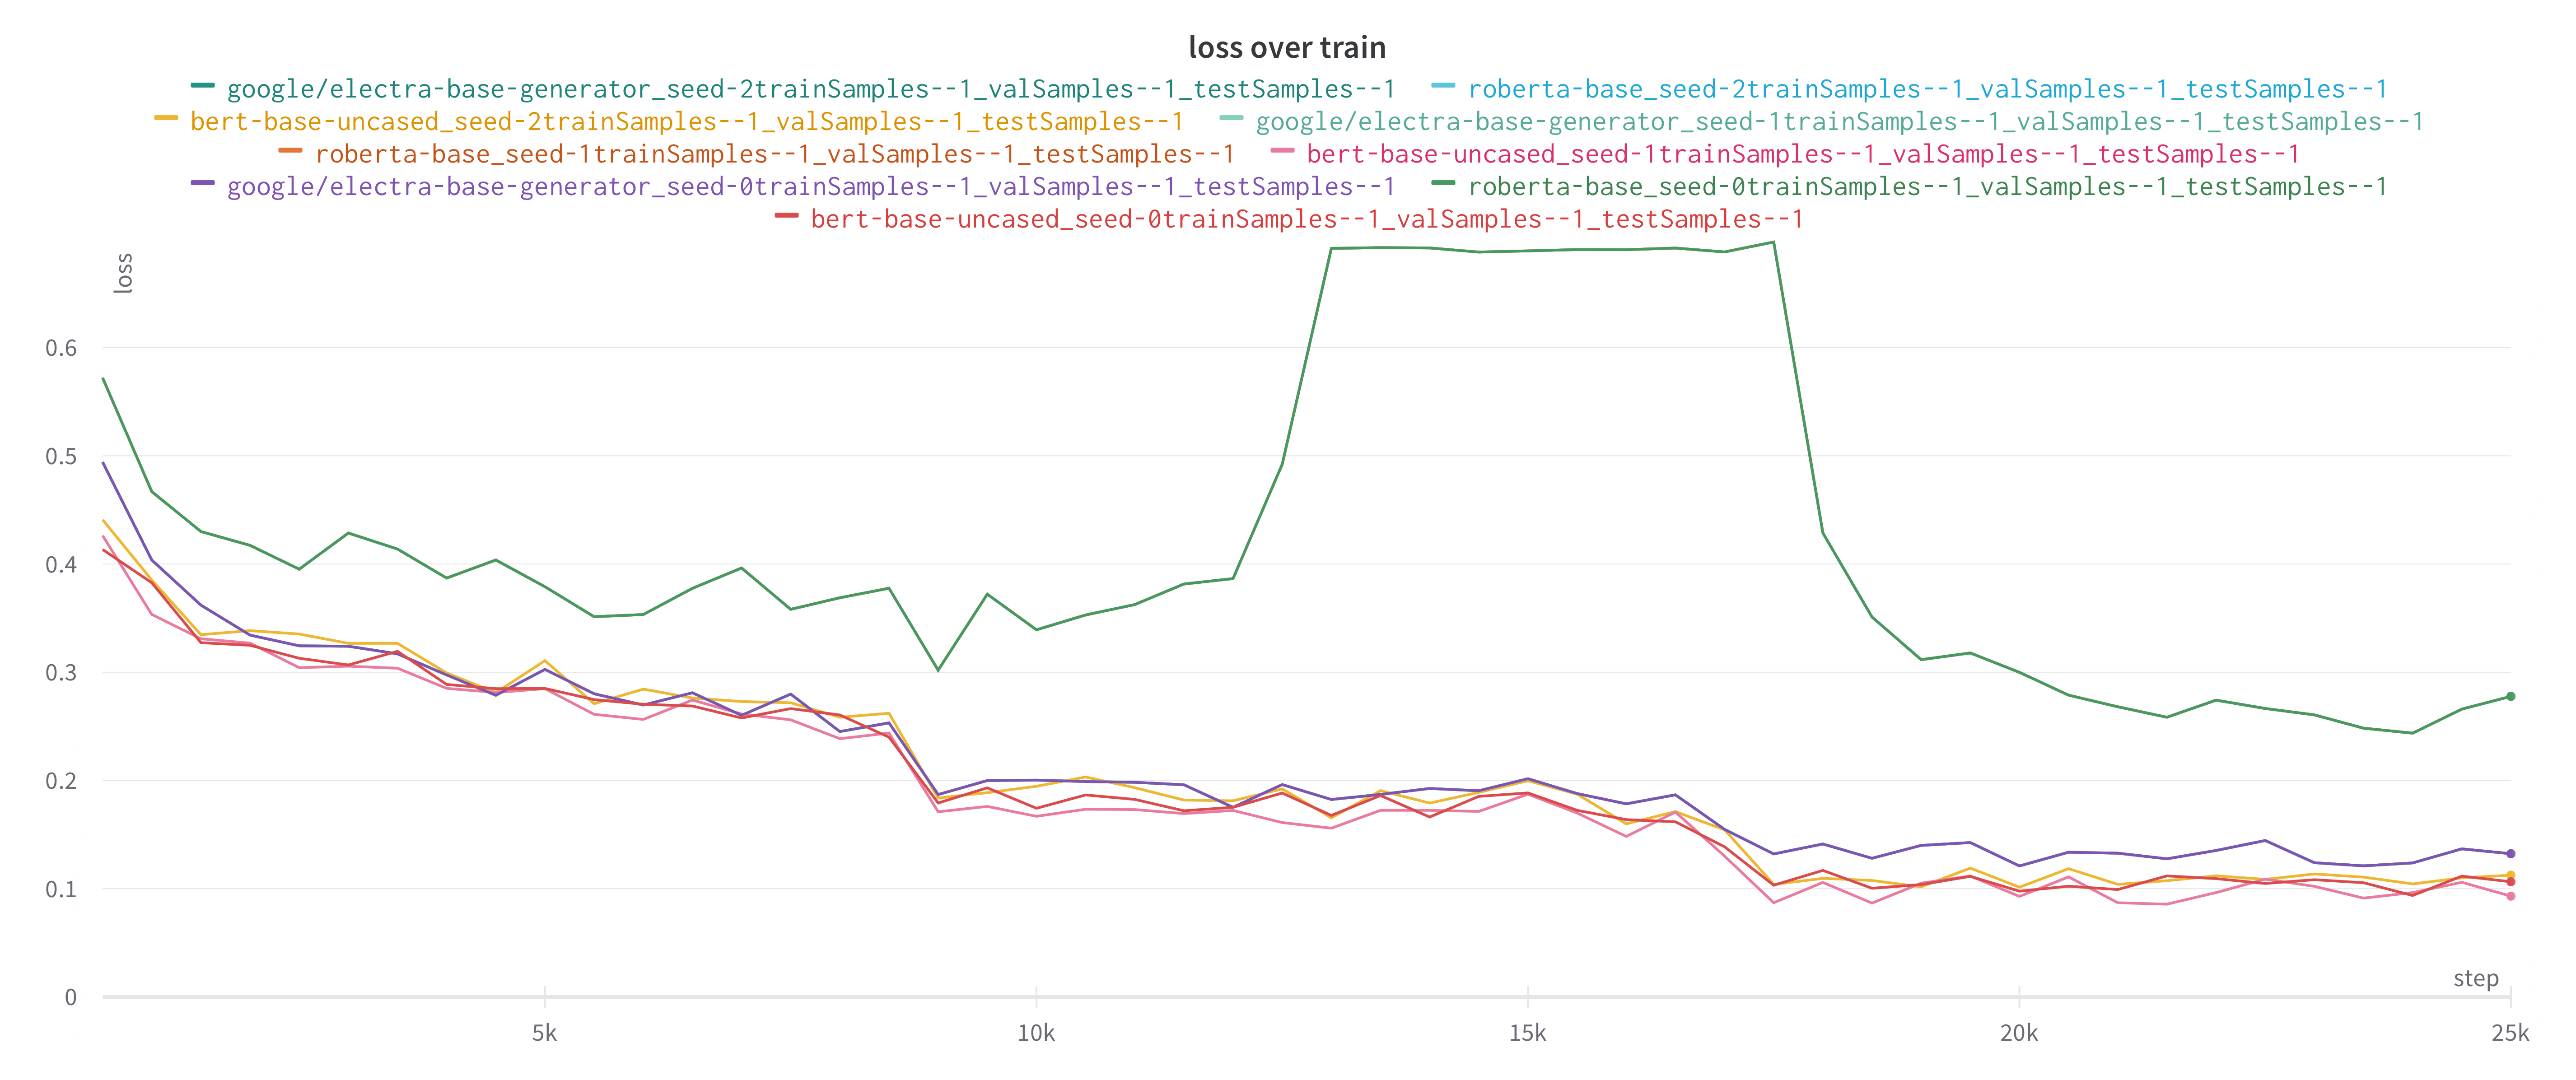 loss over train
google/electra-base-generator_seed-2trainSamples--1_valSamples--1_testSamples--1 roberta-base_seed-2trainSamples--1_valSamples--1_testSamples--1
bert-base-uncased_seed-2trainSamples--1_valSamples--1_testSamples--1 google/electra-base-generator_seed-1trainSamples--1_valSamples--1_testSamples--1
roberta-base_seed-1trainSamples--1_valSamples--1_testSamples--1 bert-base-uncased_seed-1trainSamples--1_valSamples--1_testSamples--1
google/electra-base-generator_seed-0trainSamples--1_valSamples--1_testSamples--1 roberta-base_seed-0trainSamples--1_valSamples--1_testSamples--1
bert-base-uncased_seed-0trainSamples--1_valSamples--1_testSamples--1
loss
0.6
0.5
0.4
0.3
0.2
0.1
0
step
5k 10k 15k 20k 25k